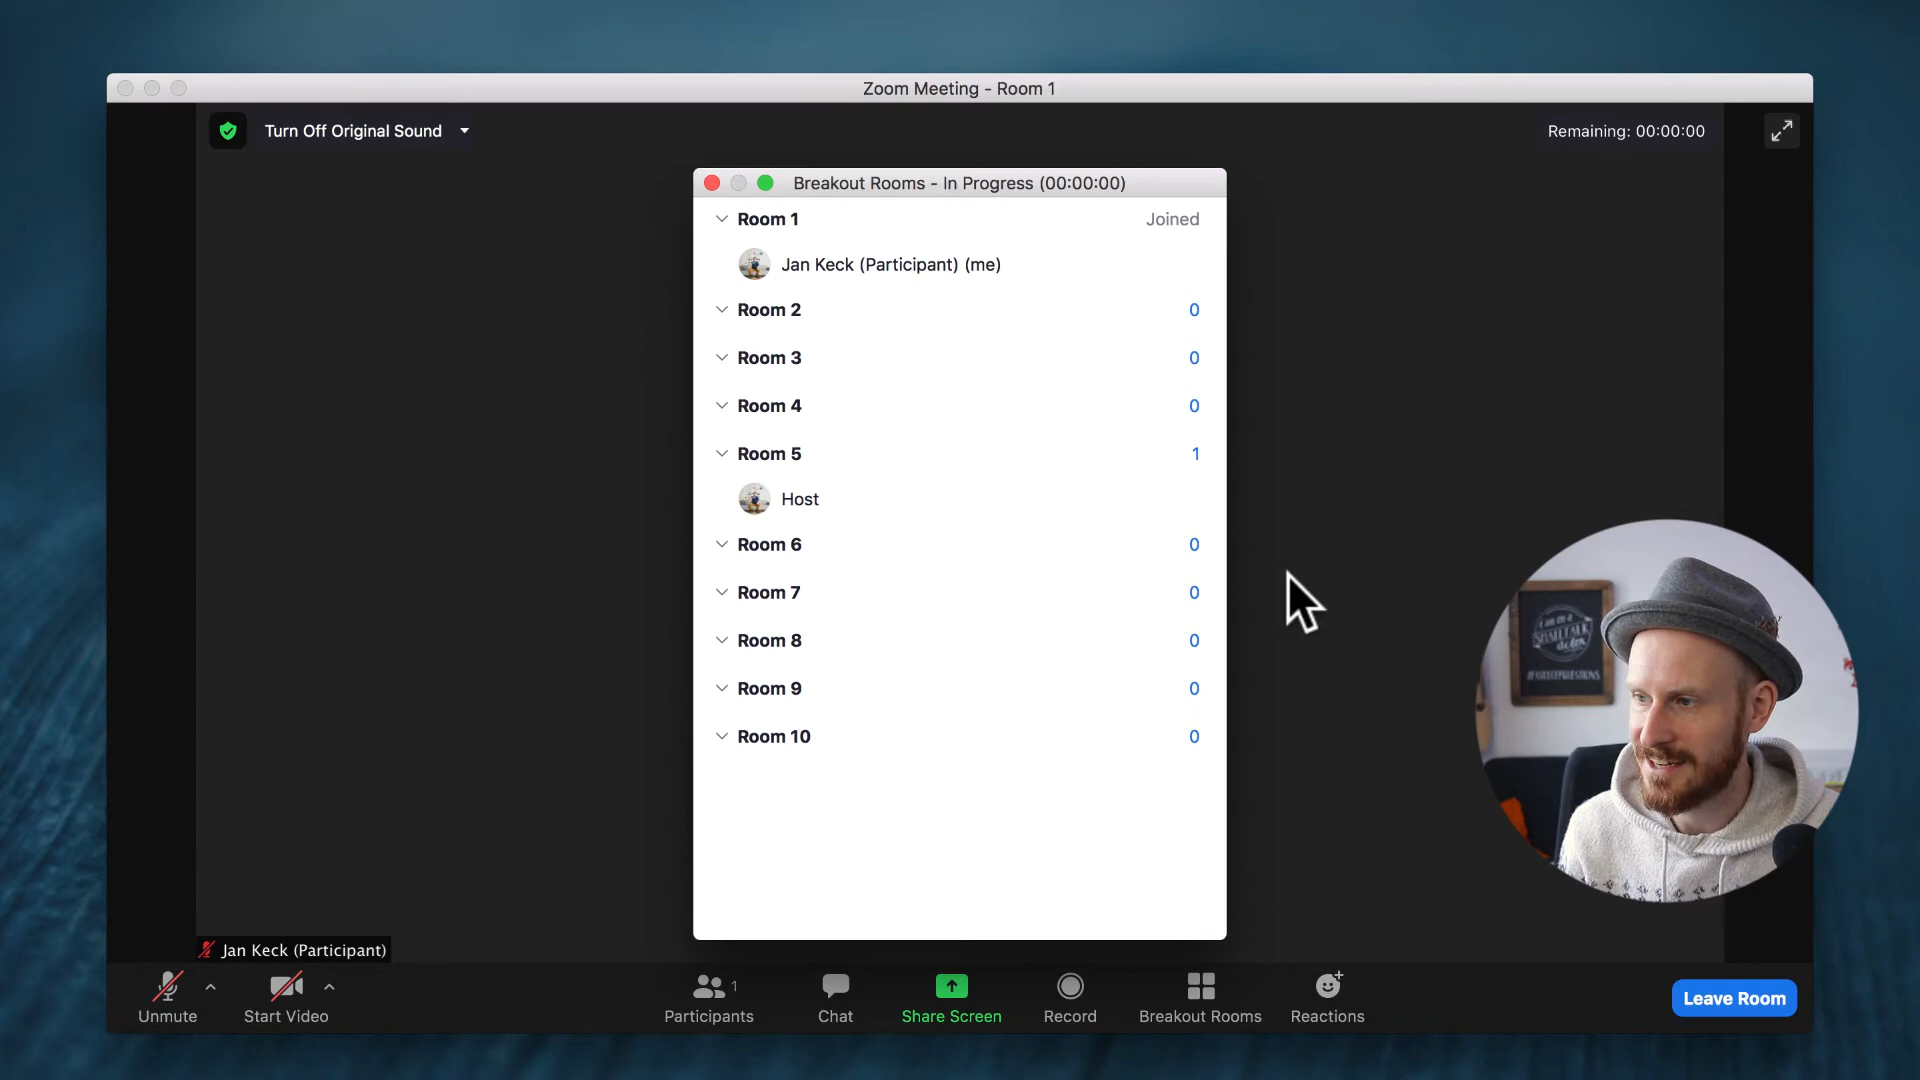 Zoom Meeting - Room 1
Turn Off Original Sound
Remaining: 00:00:00
Breakout Rooms - In Progress (00:00:00)
Room 1 Joined
Jan Keck (Participant) (me)
Room 2 0
Room 3 0
Room 4 0
Room 5 1
Host
Room 6 0
Room 7 0
Room 8 0
Room 9 0
Room 10 0
SMALLTALK
Jan Keck (Participant)
1
Unmute
Start Video
Participants
Chat
Share Screen
Record
Breakout Rooms
Reactions
Leave Room